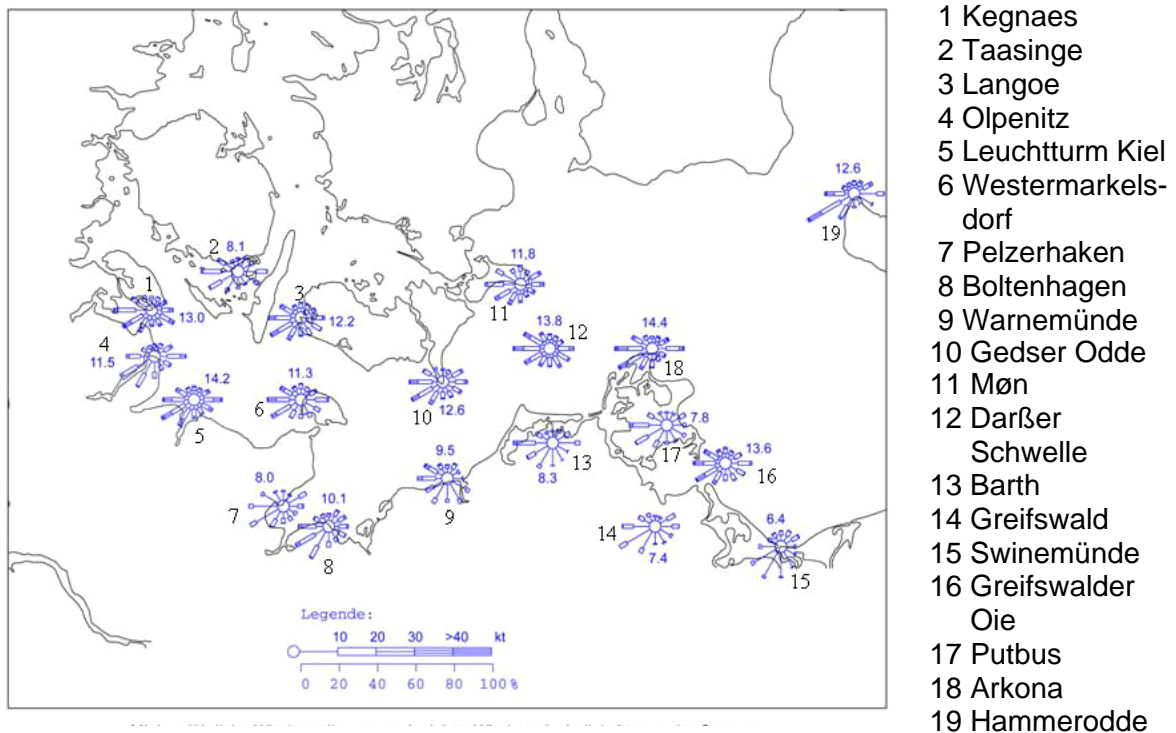 12.6
19
2
8.1
11,8
1
3
11
13.0
12.2
13.8
12
14.4
4
11.5
18
14.2
11.3
6
10
12.6
5
7.8
17
13
9.5
8.3
13.6
16
8.0
7
10.1
9
14
7.4
6.4
8
15
Legende:
10 20 30 >40 kt
0 20 40 60 80 100%
1 Kegnaes
2 Taasinge
3 Langoe
4 Olpenitz
5 Leuchtturm Kiel
6 Westermarkels-
dorf
7 Pelzerhaken
8 Boltenhagen
9 Warnemünde
10 Gedser Odde
11 Møn
12 Darßer
Schwelle
13 Barth
14 Greifswald
15 Swinemünde
16 Greifswalder
Oie
17 Putbus
18 Arkona
19 Hammerodde